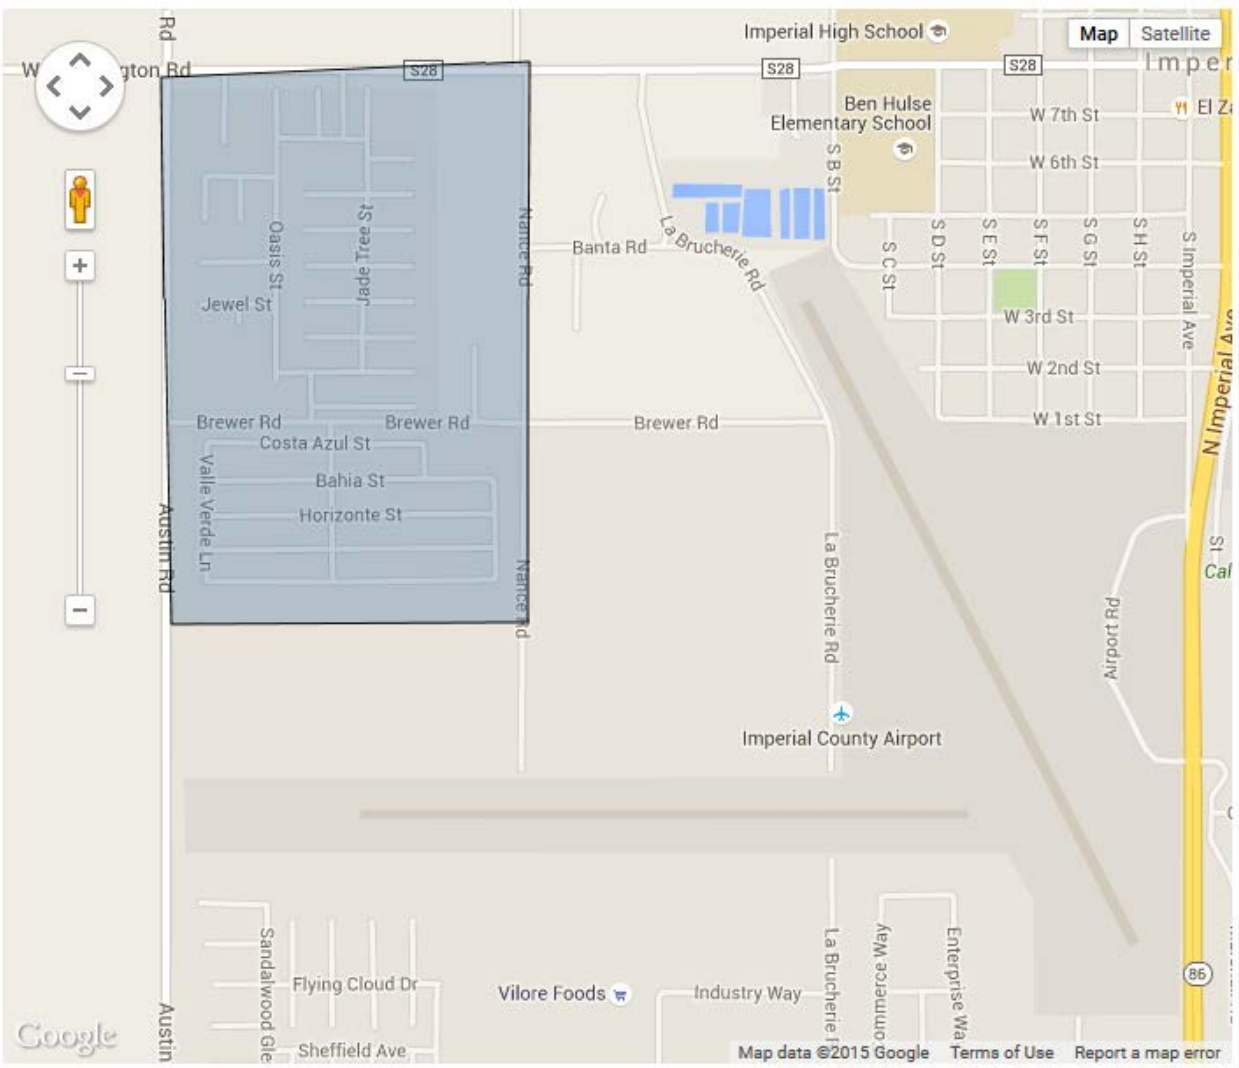 Rd
Imperial High School
Map
Satellite
W
gton Rd
S28
S28
S28
Imper
Ben Hulse
Elementary School
W 7th St
El Za
W 6th St
S B St
Oasis St
Jade Tree St
Nance Rd
Banta Rd
La Brucherie Rd
S C St
S D St
S E St
S F St
S G St
S H St
S Imperial Ave
Jewel St
W 3rd St
W 2nd St
N Imperial Ave
Brewer Rd
Brewer Rd
Brewer Rd
W 1st St
Costa Azul St
Valle Verde Ln
Bahia St
Horizonte St
Austin Rd
Nance Rd
La Brucherie Rd
St
Cal
Airport Rd
Imperial County Airport
Sandalwood Gle
Flying Cloud Dr
Vilore Foods
Industry Way
La Brucherie
ommerce Way
Enterprise Wa
86
Austin
Google
Sheffield Ave
Map data ©2015 Google
Terms of Use
Report a map error